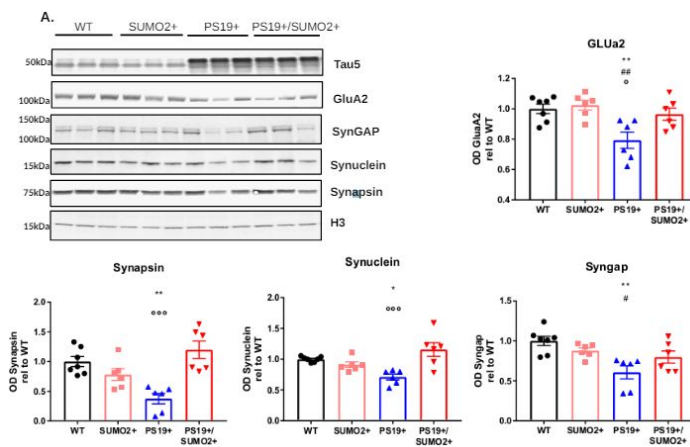 A.
WT SUMO2+ PS19+ PS19+/SUMO2+
50kDa Tau5
100kDa GluA2
150kDa
100kDa SynGAP
15kDa Synuclein
75kDa Synapsin
15kDa H3
GLUa2
OD GluaA2
rel to WT
1.2
1.0
0.8
0.6
0.4
**
##
°
WT SUMO2+ PS19+ PS19+/
SUMO2+
Synapsin
OD Synapsin
rel to WT
2.0
1.5
1.0
0.5
0.0
**
°°°
WT SUMO2+ PS19+ PS19+/
SUMO2+
Synuclein
OD Synuclein
rel to WT
2.0
1.5
1.0
0.5
0.0
*
°°°
WT SUMO2+ PS19+ PS19+/
SUMO2+
Syngap
OD Syngap
rel to WT
1.5
1.0
0.5
0.0
**
#
WT SUMO2+ PS19+ PS19+/
SUMO2+